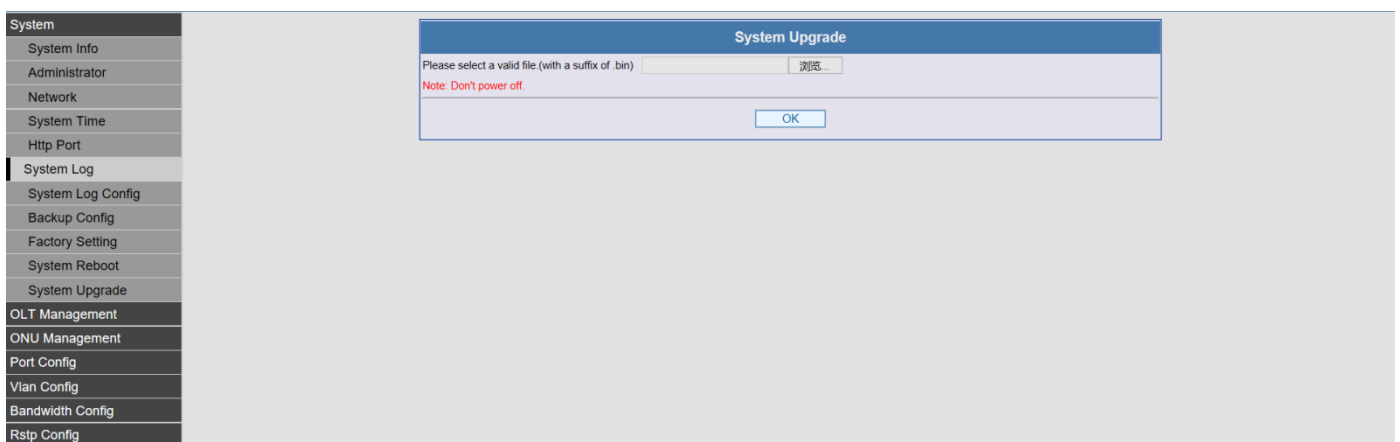 System
System Info
Administrator
Network
System Time
Http Port
System Log
System Log Config
Backup Config
Factory Setting
System Reboot
System Upgrade
OLT Management
ONU Management
Port Config
Vlan Config
Bandwidth Config
Rstp Config
System Upgrade
Please select a valid file.(with a suffix of .bin) 浏览...
Note: Don't power off.
OK